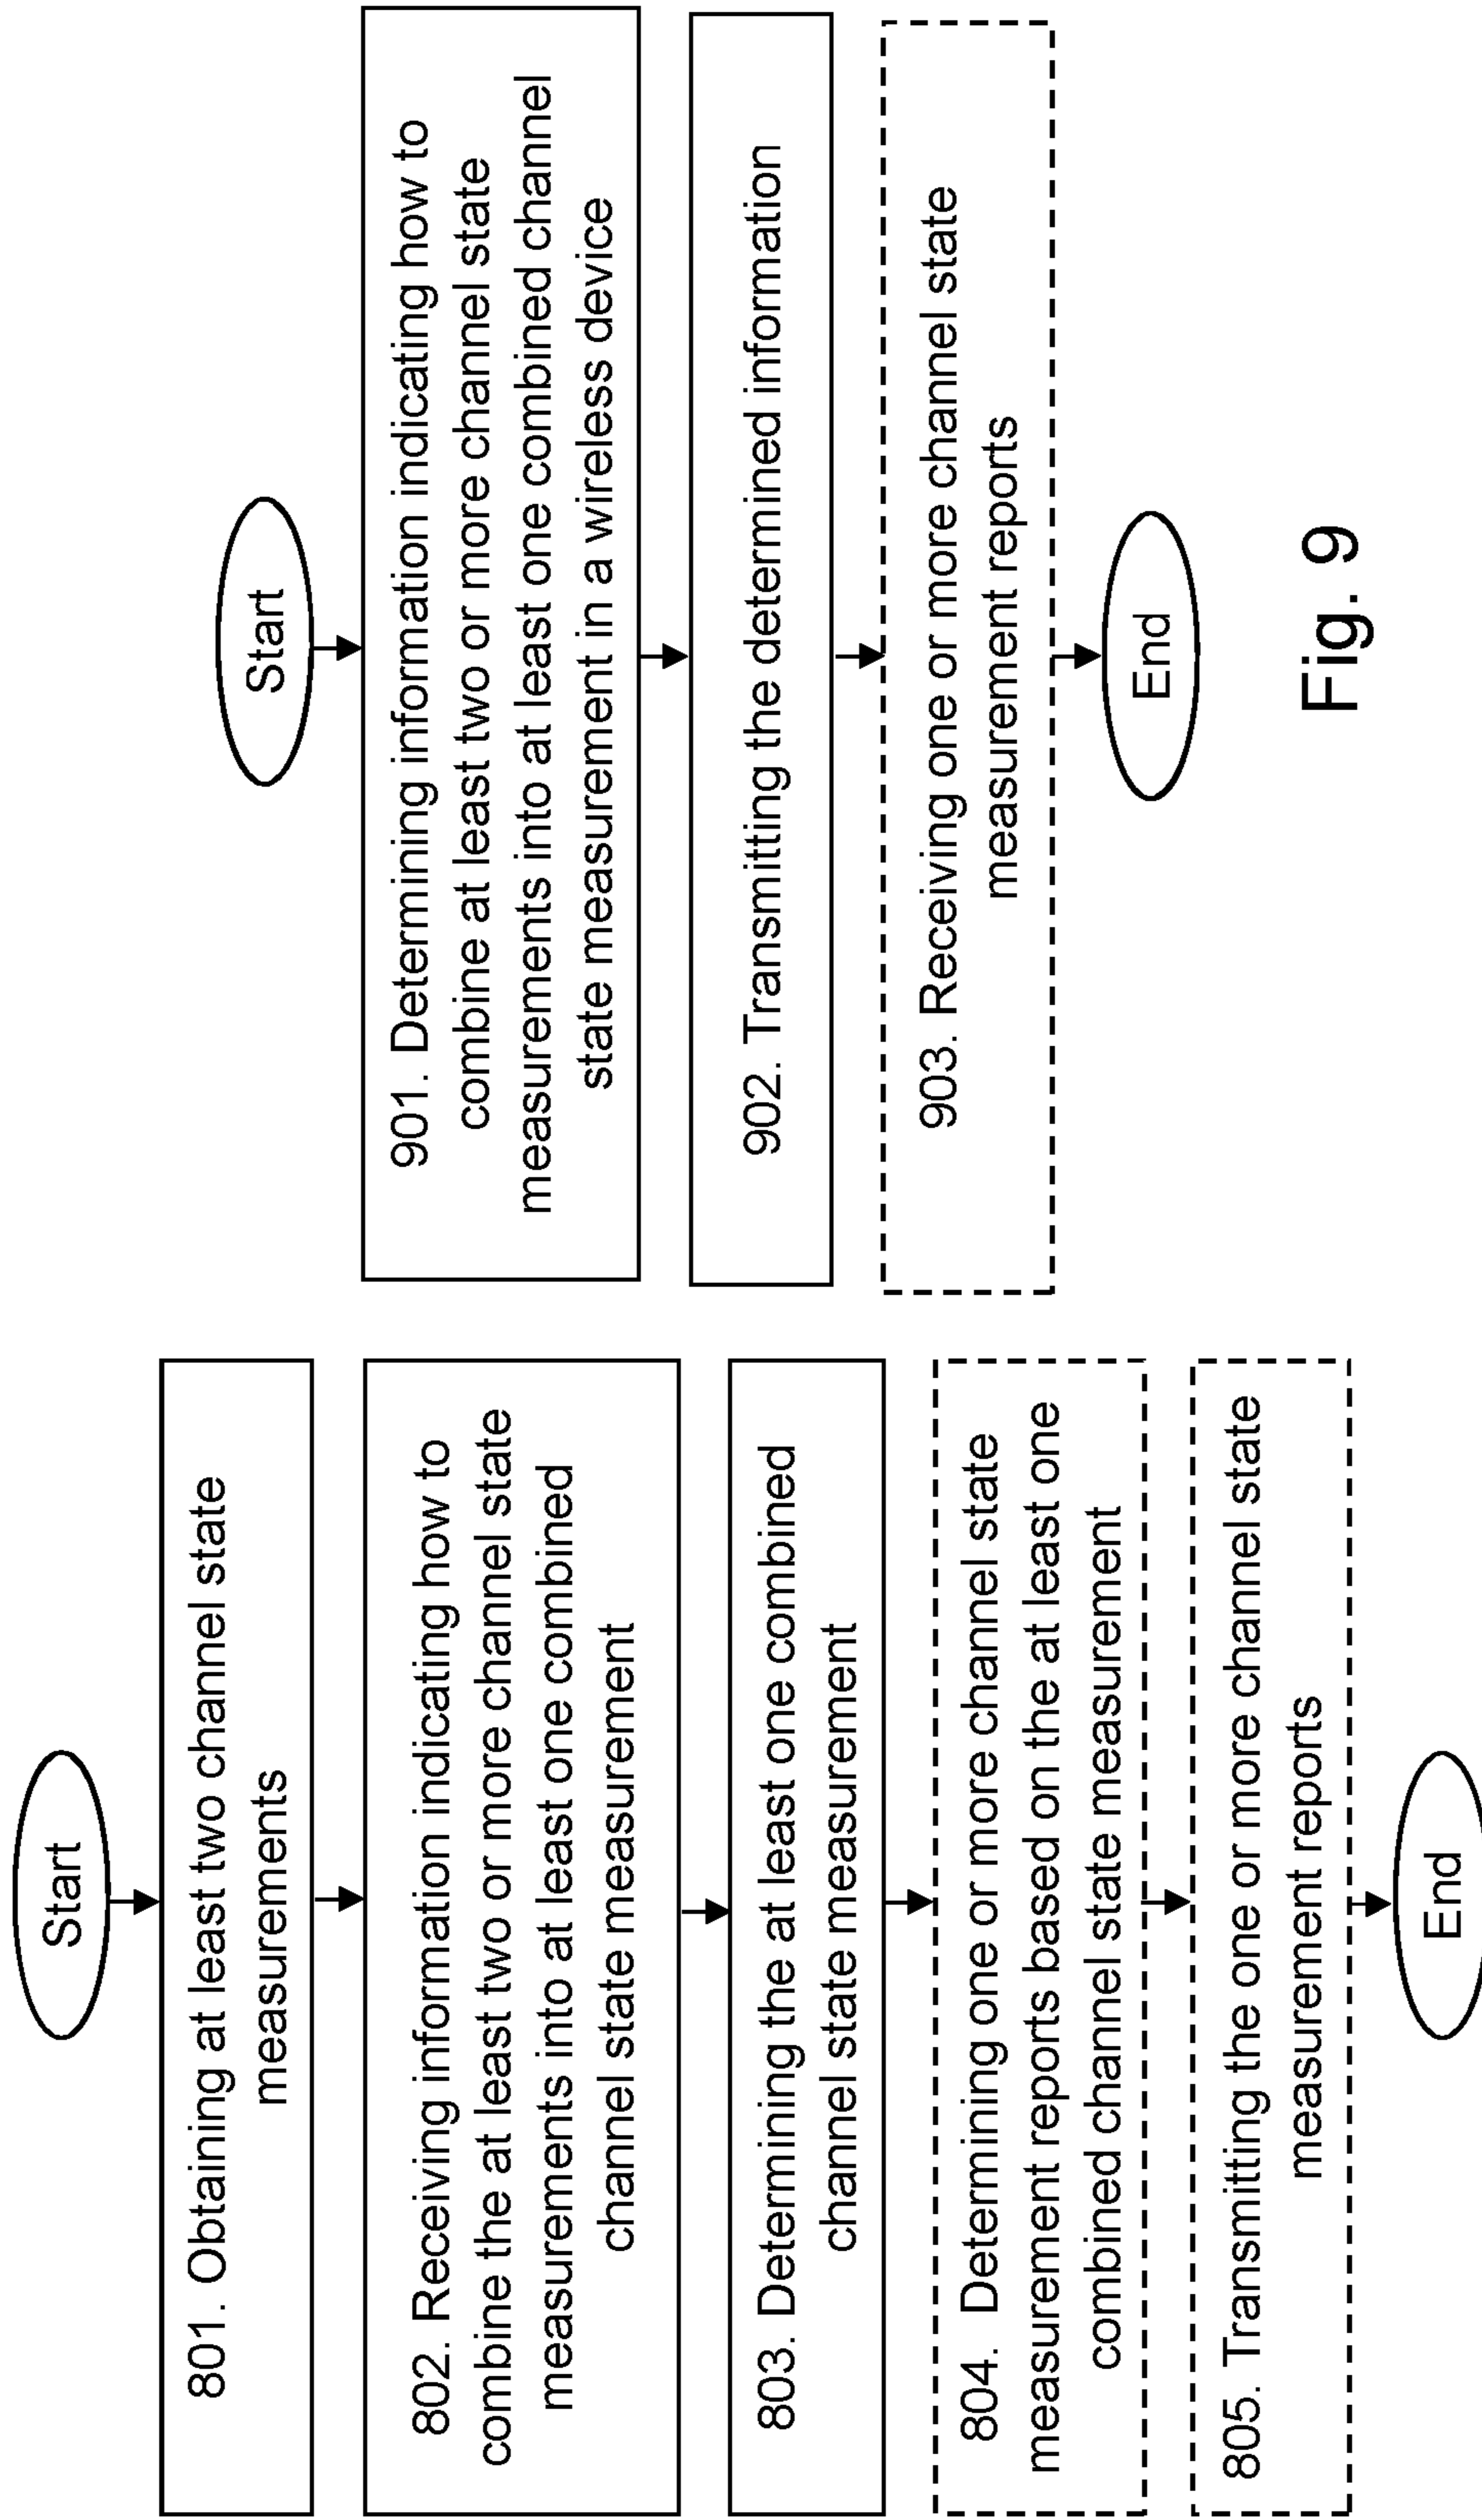 Start
801. Obtaining at least two channel state
measurements
802. Receiving information indicating how to
combine the at least two or more channel state
measurements into at least one combined
channel state measurement
803. Determining the at least one combined
channel state measurement
804. Determining one or more channel state
measurement reports based on the at least one
combined channel state measurement
805. Transmitting the one or more channel state
measurement reports
End
Start
901. Determining information indicating how to
combine at least two or more channel state
measurements into at least one combined channel
state measurement in a wireless device
902. Transmitting the determined information
903. Receiving one or more channel state
measurement reports
End
Fig. 9